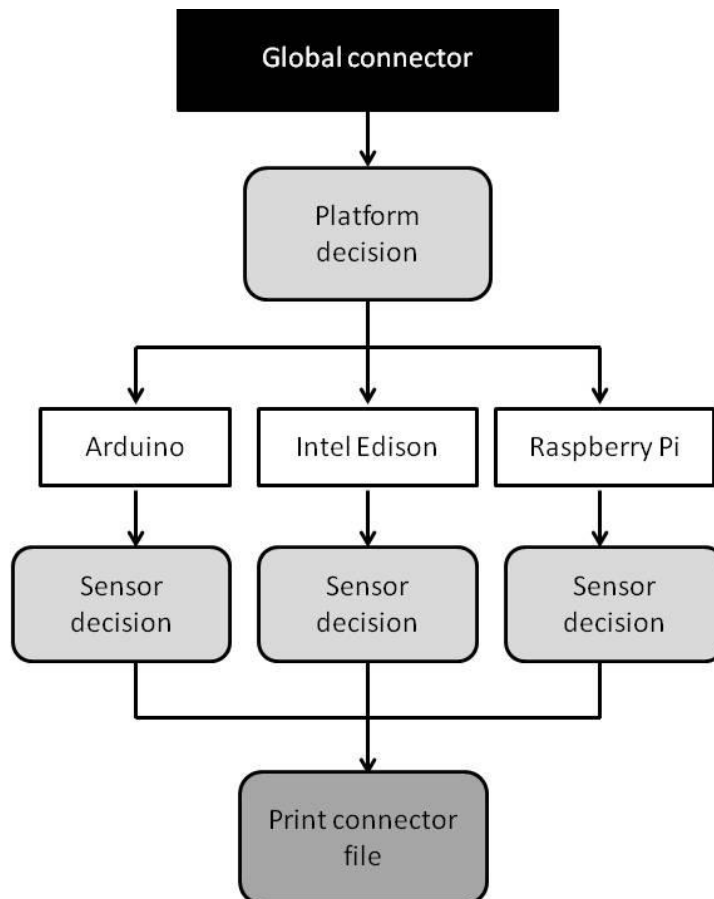 Global connector
Platform
decision
Arduino
Intel Edison
Raspberry Pi
Sensor
decision
Sensor
decision
Sensor
decision
Print connector
file